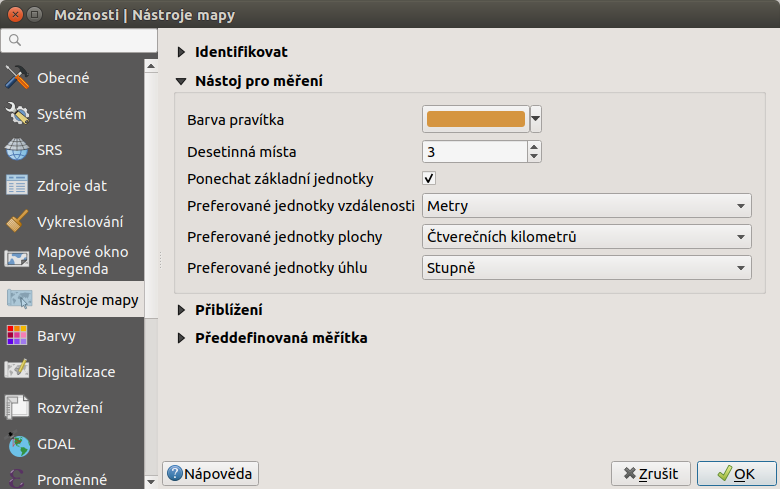 Možnosti | Nástroje mapy
Obecné
Systém
SRS
Zdroje dat
Vykreslování
Mapové okno
& Legenda
Nástroje mapy
Barvy
Digitalizace
Rozvržení
GDAL
Proměnné
Identifikovat
Nástoj pro měření
Barva pravítka
Desetinná místa 3
Ponechat základní jednotky
Preferované jednotky vzdálenosti Metry
Preferované jednotky plochy Čtverečních kilometrů
Preferované jednotky úhlu Stupně
Přiblížení
Předdefinovaná měřítka
Nápověda Zrušit OK